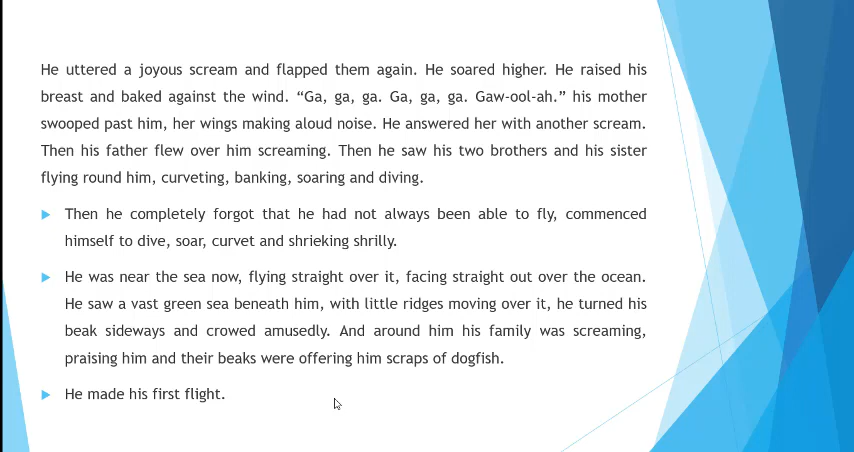 He uttered a joyous scream and flapped them again. He soared higher. He raised his
breast and baked against the wind. “Ga, ga, ga. Ga, ga, ga. Gaw-ool-ah.” his mother
swooped past him, her wings making aloud noise. He answered her with another scream.
Then his father flew over him screaming. Then he saw his two brothers and his sister
flying round him, curveting, banking, soaring and diving.
Then he completely forgot that he had not always been able to fly, commenced
himself to dive, soar, curvet and shrieking shrilly.
He was near the sea now, flying straight over it, facing straight out over the ocean.
He saw a vast green sea beneath him, with little ridges moving over it, he turned his
beak sideways and crowed amusedly. And around him his family was screaming,
praising him and their beaks were offering him scraps of dogfish.
He made his first flight.